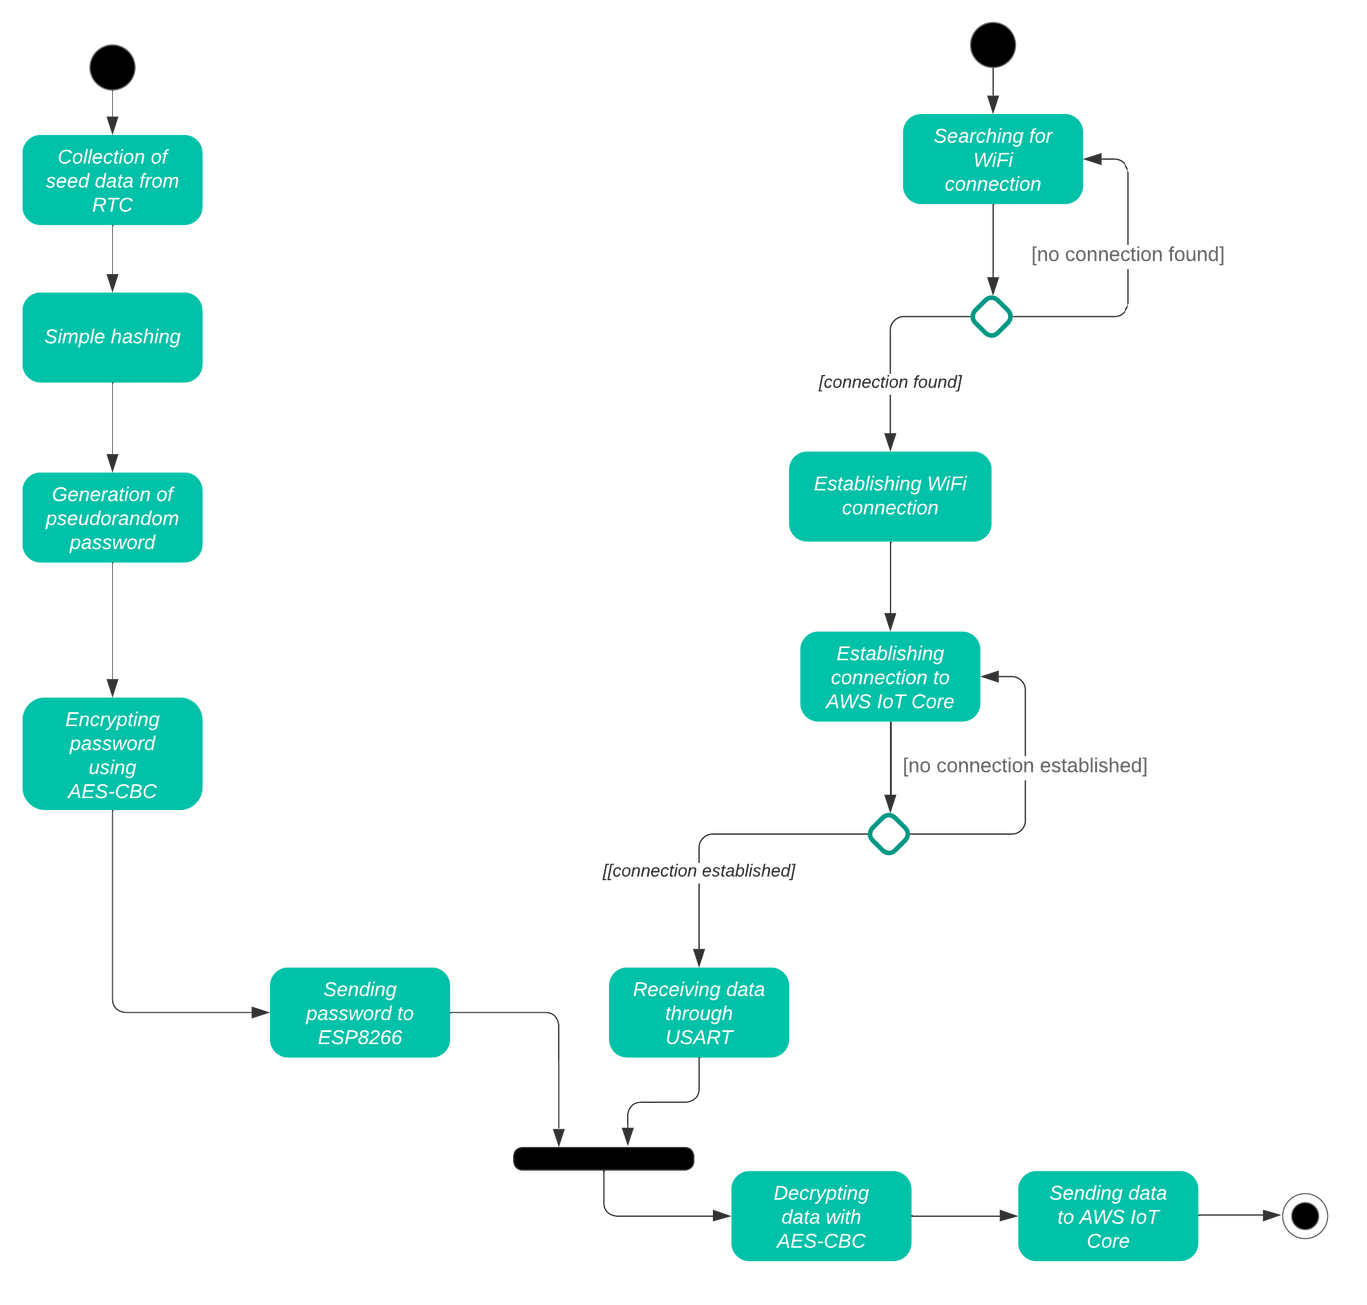 Collection of
seed data from
RTC
Simple hashing
Generation of
pseudorandom
password
Encrypting
password
using
AES-CBC
Sending
password to
ESP8266
Searching for
WiFi
connection
[no connection found]
[connection found]
Establishing WiFi
connection
Establishing
connection to
AWS IoT Core
[no connection established]
[[connection established]
Receiving data
through
USART
Decrypting
data with
AES-CBC
Sending data
to AWS IoT
Core